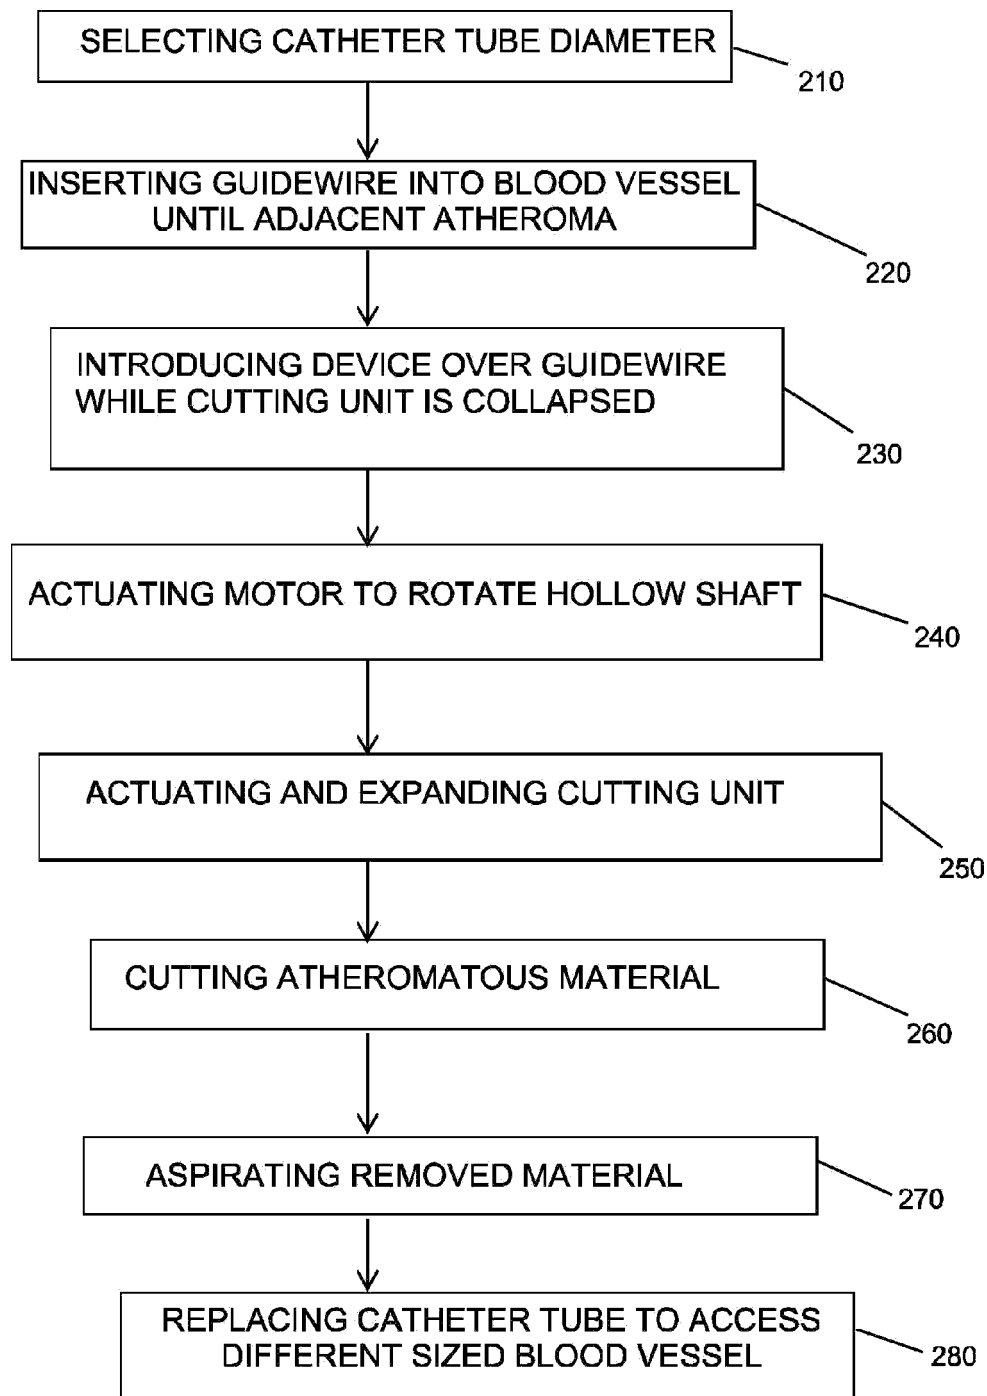 SELECTING CATHETER TUBE DIAMETER
210
INSERTING GUIDEWIRE INTO BLOOD VESSEL
UNTIL ADJACENT ATHEROMA
220
INTRODUCING DEVICE OVER GUIDEWIRE
WHILE CUTTING UNIT IS COLLAPSED
230
ACTUATING MOTOR TO ROTATE HOLLOW SHAFT
240
ACTUATING AND EXPANDING CUTTING UNIT
250
CUTTING ATHEROMATOUS MATERIAL
260
ASPIRATING REMOVED MATERIAL
270
REPLACING CATHETER TUBE TO ACCESS
DIFFERENT SIZED BLOOD VESSEL
280